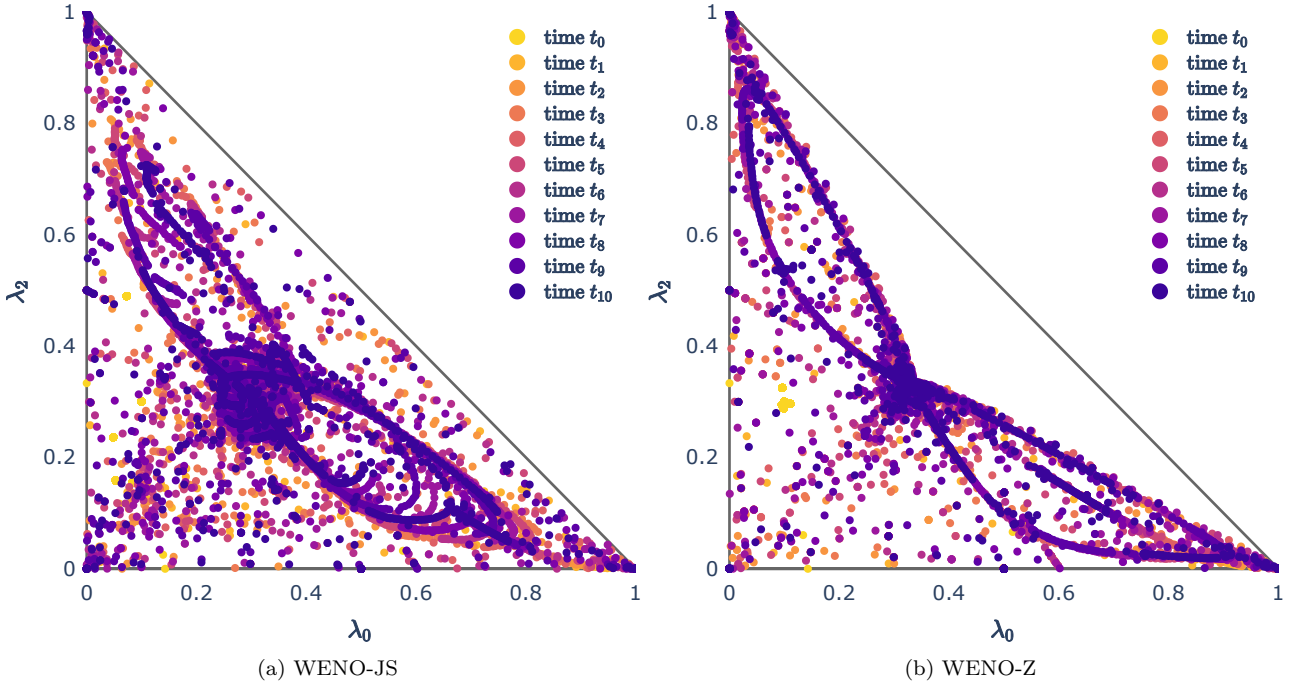 1
0.8
0.6
0.4
0.2
0
0
0.2
0.4
0.6
0.8
1
λ₂
λ₀
time t₀
time t₁
time t₂
time t₃
time t₄
time t₅
time t₆
time t₇
time t₈
time t₉
time t₁₀
(a) WENO-JS
1
0.8
0.6
0.4
0.2
0
0
0.2
0.4
0.6
0.8
1
λ₂
λ₀
time t₀
time t₁
time t₂
time t₃
time t₄
time t₅
time t₆
time t₇
time t₈
time t₉
time t₁₀
(b) WENO-Z